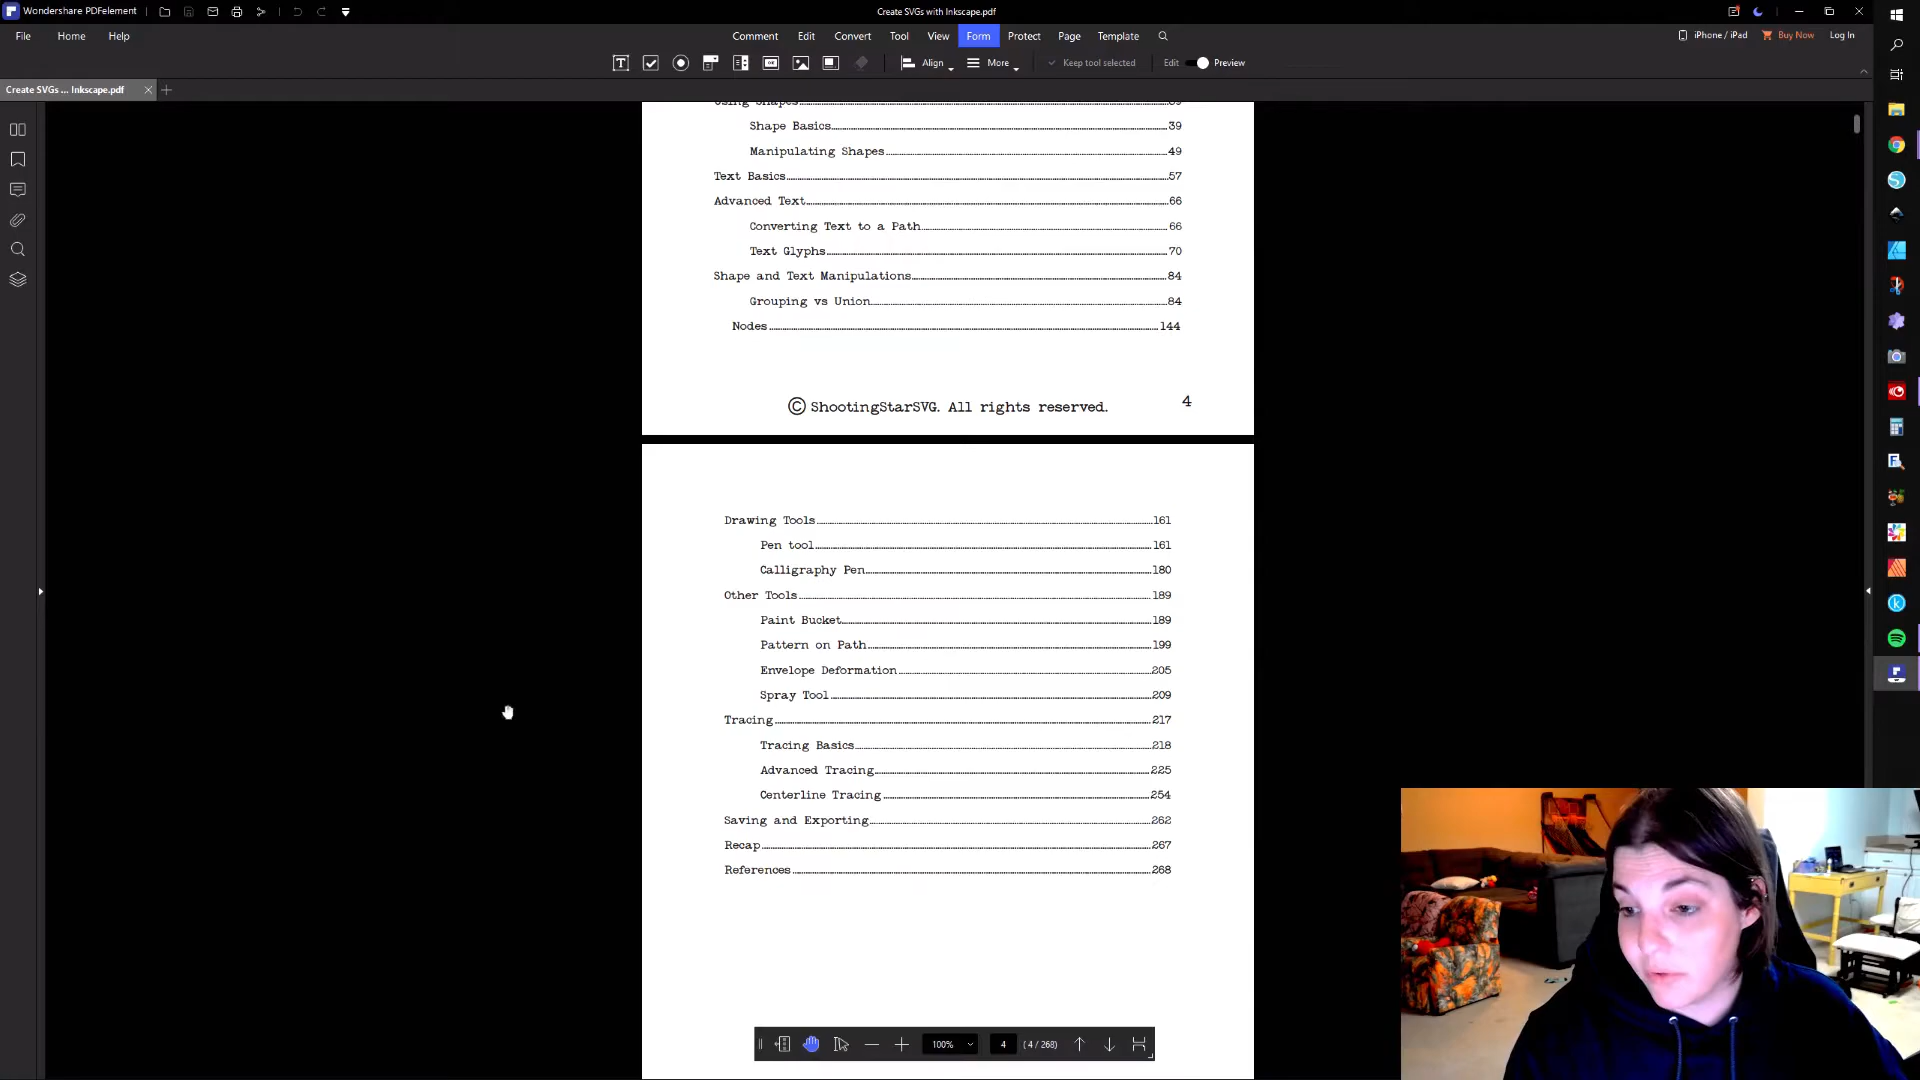 Wondershare PDFelement
Create SVGs with Inkscape.pdf
File Home Help
Comment Edit Convert Tool View Form Protect Page Template
iPhone / iPad Buy Now Log In
Align More Keep tool selected Edit Preview
Create SVGs ... Inkscape.pdf
Using Shapes 39
Shape Basics 39
Manipulating Shapes 49
Text Basics 57
Advanced Text 66
Converting Text to a Path 66
Text Glyphs 70
Shape and Text Manipulations 84
Grouping vs Union 84
Nodes 144
© ShootingStarSVG. All rights reserved. 4
Drawing Tools 161
Pen tool 161
Calligraphy Pen 180
Other Tools 189
Paint Bucket 189
Pattern on Path 199
Envelope Deformation 205
Spray Tool 209
Tracing 217
Tracing Basics 218
Advanced Tracing 225
Centerline Tracing 254
Saving and Exporting 262
Recap 267
References 268
100% 4 (4 / 268)